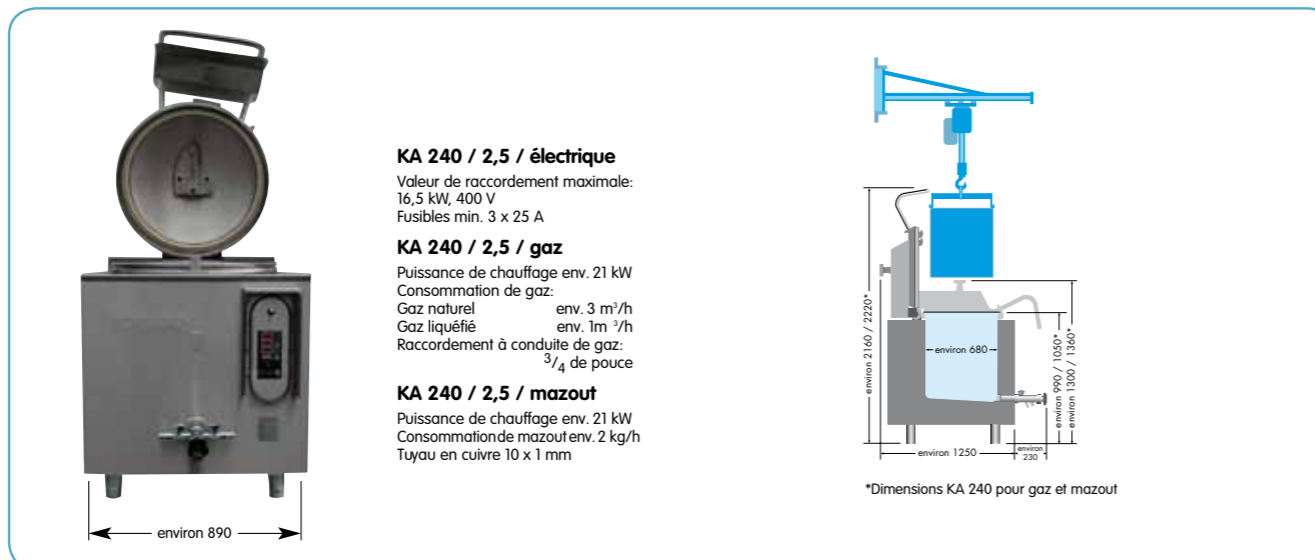 KA 240 / 2,5 / électrique
Valeur de raccordement maximale:
16,5 kW, 400 V
Fusibles min. 3 x 25 A
KA 240 / 2,5 / gaz
Puissance de chauffage env. 21 kW
Consommation de gaz:
Gaz naturel env. 3 m³/h
Gaz liquéfié env. 1m ³/h
Raccordement à conduite de gaz:
3/4 de pouce
KA 240 / 2,5 / mazout
Puissance de chauffage env. 21 kW
Consommationde mazout env. 2 kg/h
Tuyau en cuivre 10 x 1 mm
environ 890
environ 2160 / 2220*
environ 680
environ 990 / 1050*
environ 1300 / 1360*
environ 1250
environ
230
*Dimensions KA 240 pour gaz et mazout